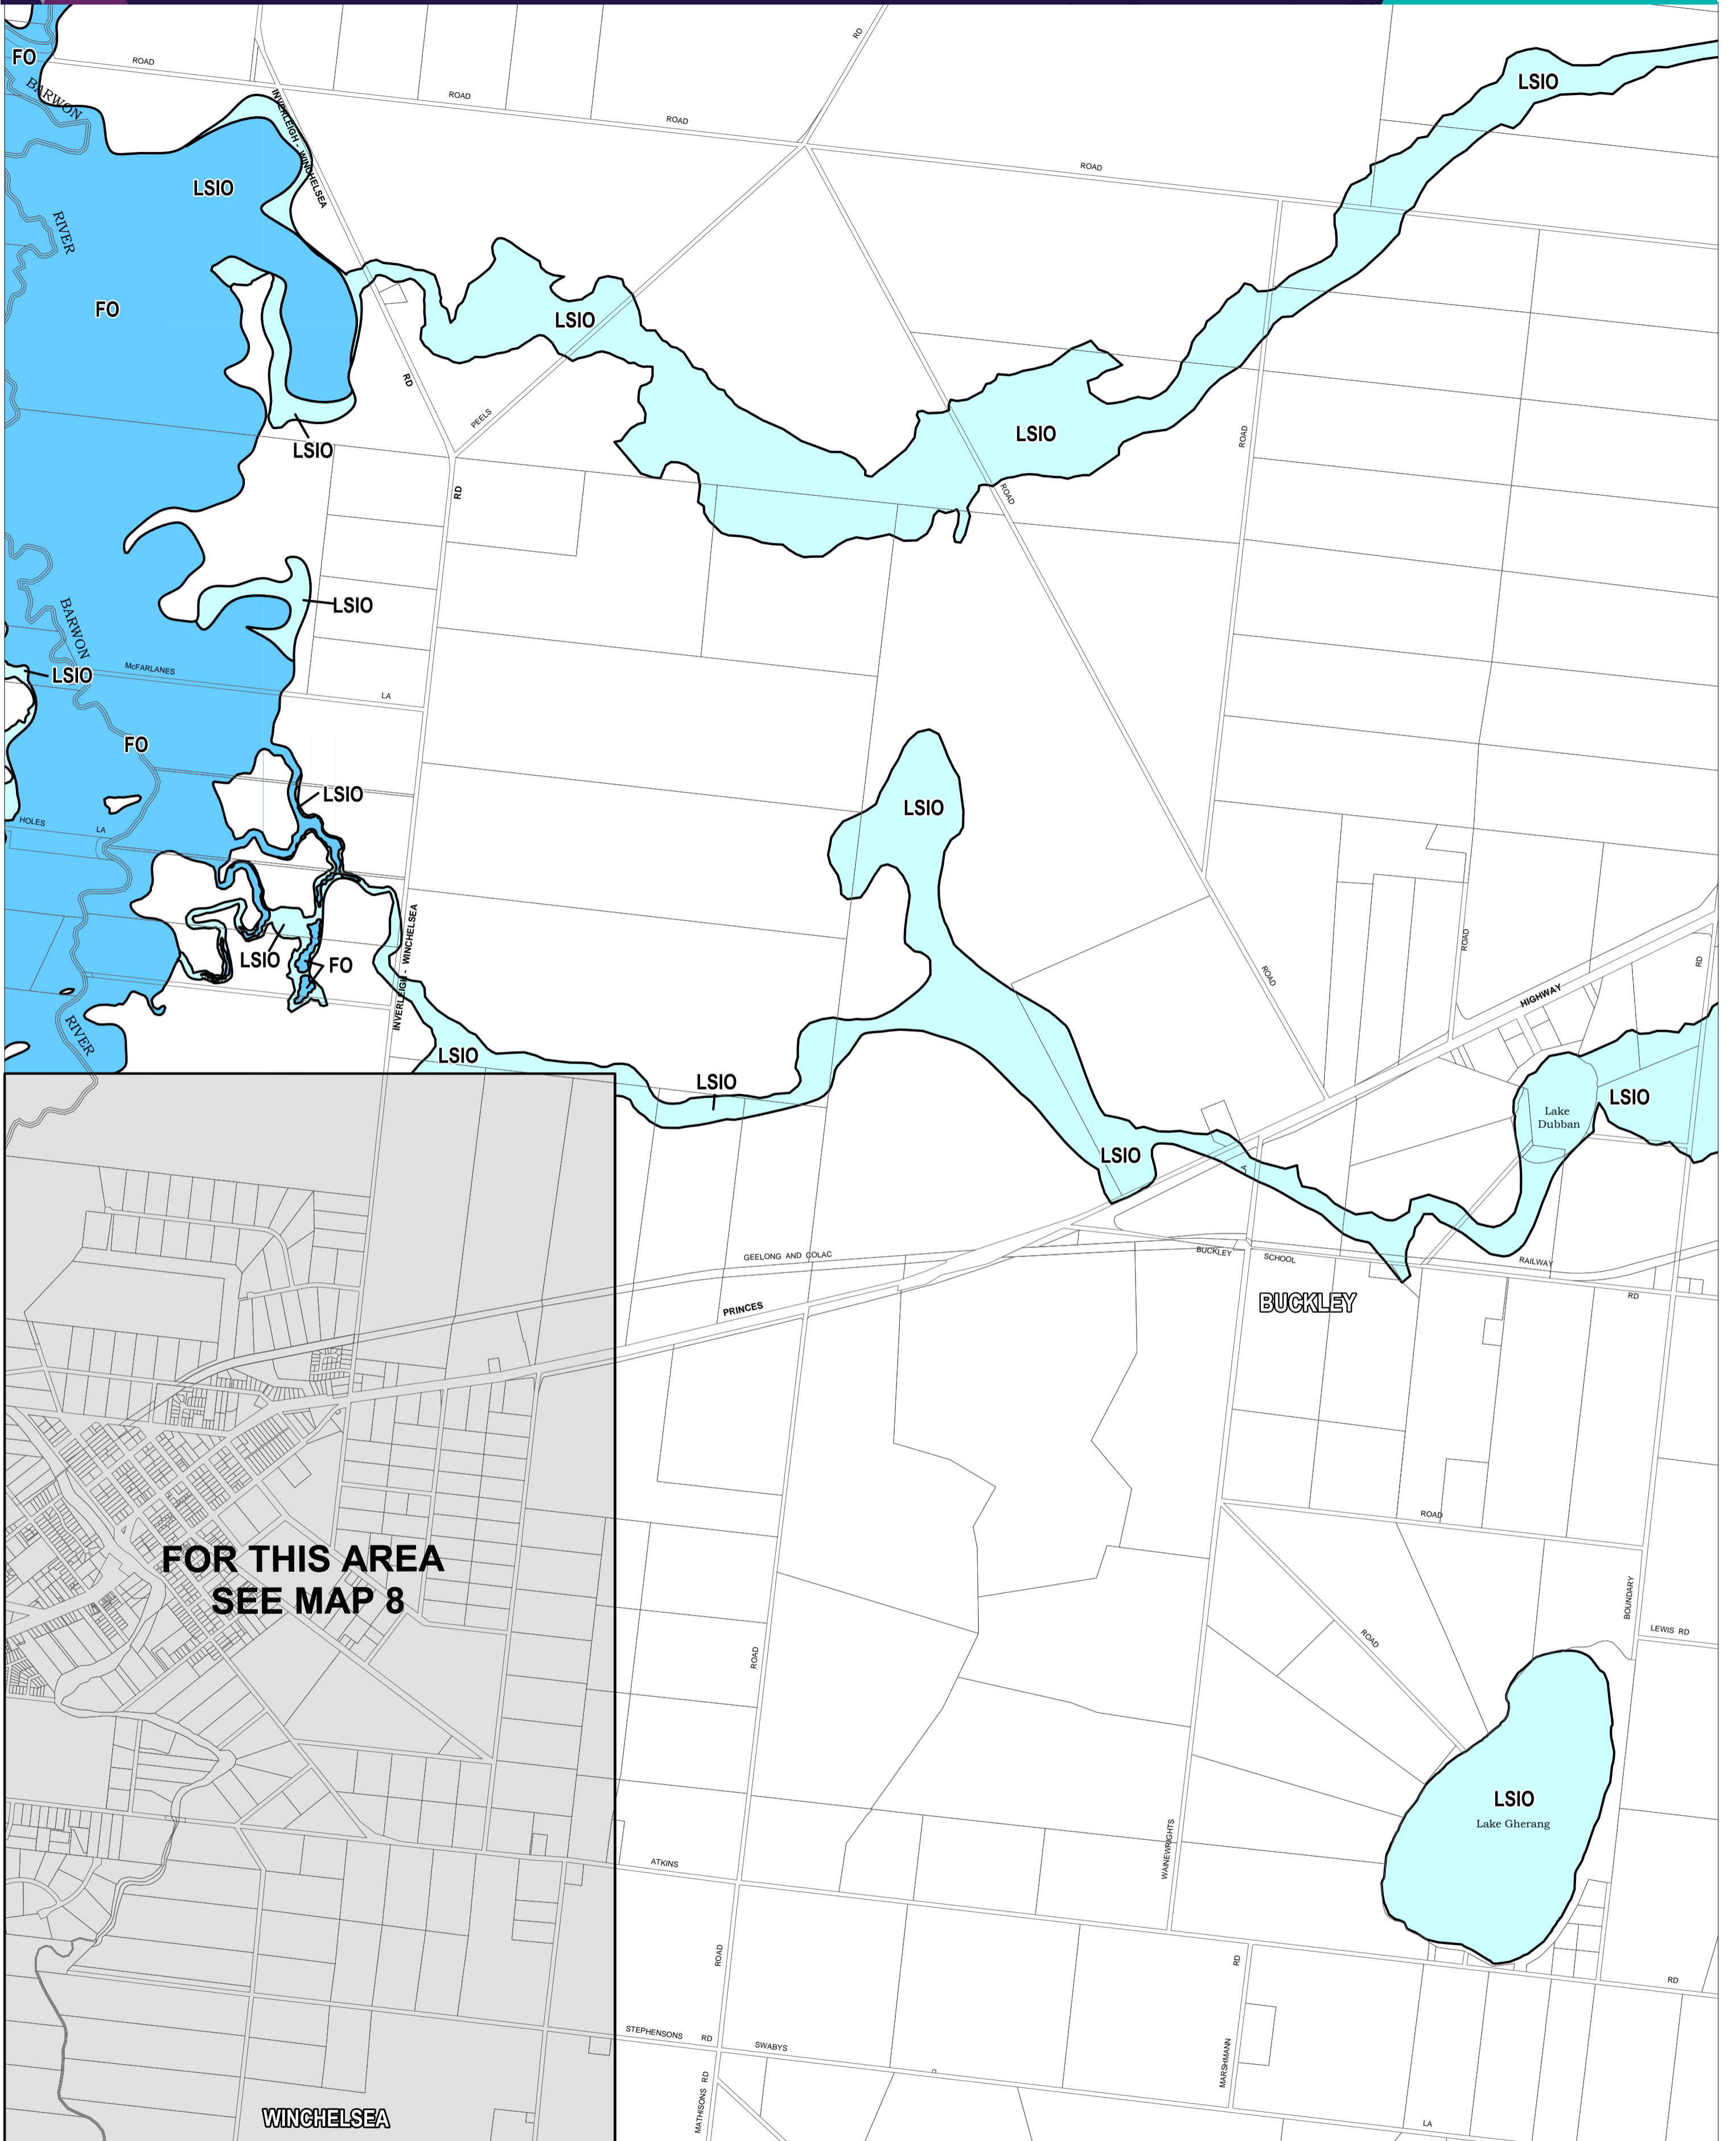 FO
ROAD
RD
LSIO
BARWON
INVERLEIGH - WINCHELSEA
ROAD
ROAD
ROAD
LSIO
RIVER
FO
LSIO
RD
PEELS
LSIO
ROAD
LSIO
RD
ROAD
LSIO
BARWON
LSIO
McFARLANES
LA
FO
LSIO
LSIO
HOLES
LA
LSIO
FO
INVERLEIGH - WINCHELSEA
ROAD
ROAD
RD
HIGHWAY
RIVER
LSIO
LSIO
LSIO
Lake
Dubban
LSIO
LA
GEELONG AND COLAC
BUCKLEY
SCHOOL
RAILWAY
RD
PRINCES
BUCKLEY
ROAD
FOR THIS AREA
SEE MAP 8
ROAD
ROAD
BOUNDARY
LEWIS RD
LSIO
Lake Gherang
ATKINS
WAINEWRIGHTS
ROAD
RD
RD
STEPHENSONS
RD
SWABYS
MARSHMANN
MATHISONS RD
WINCHELSEA
LA